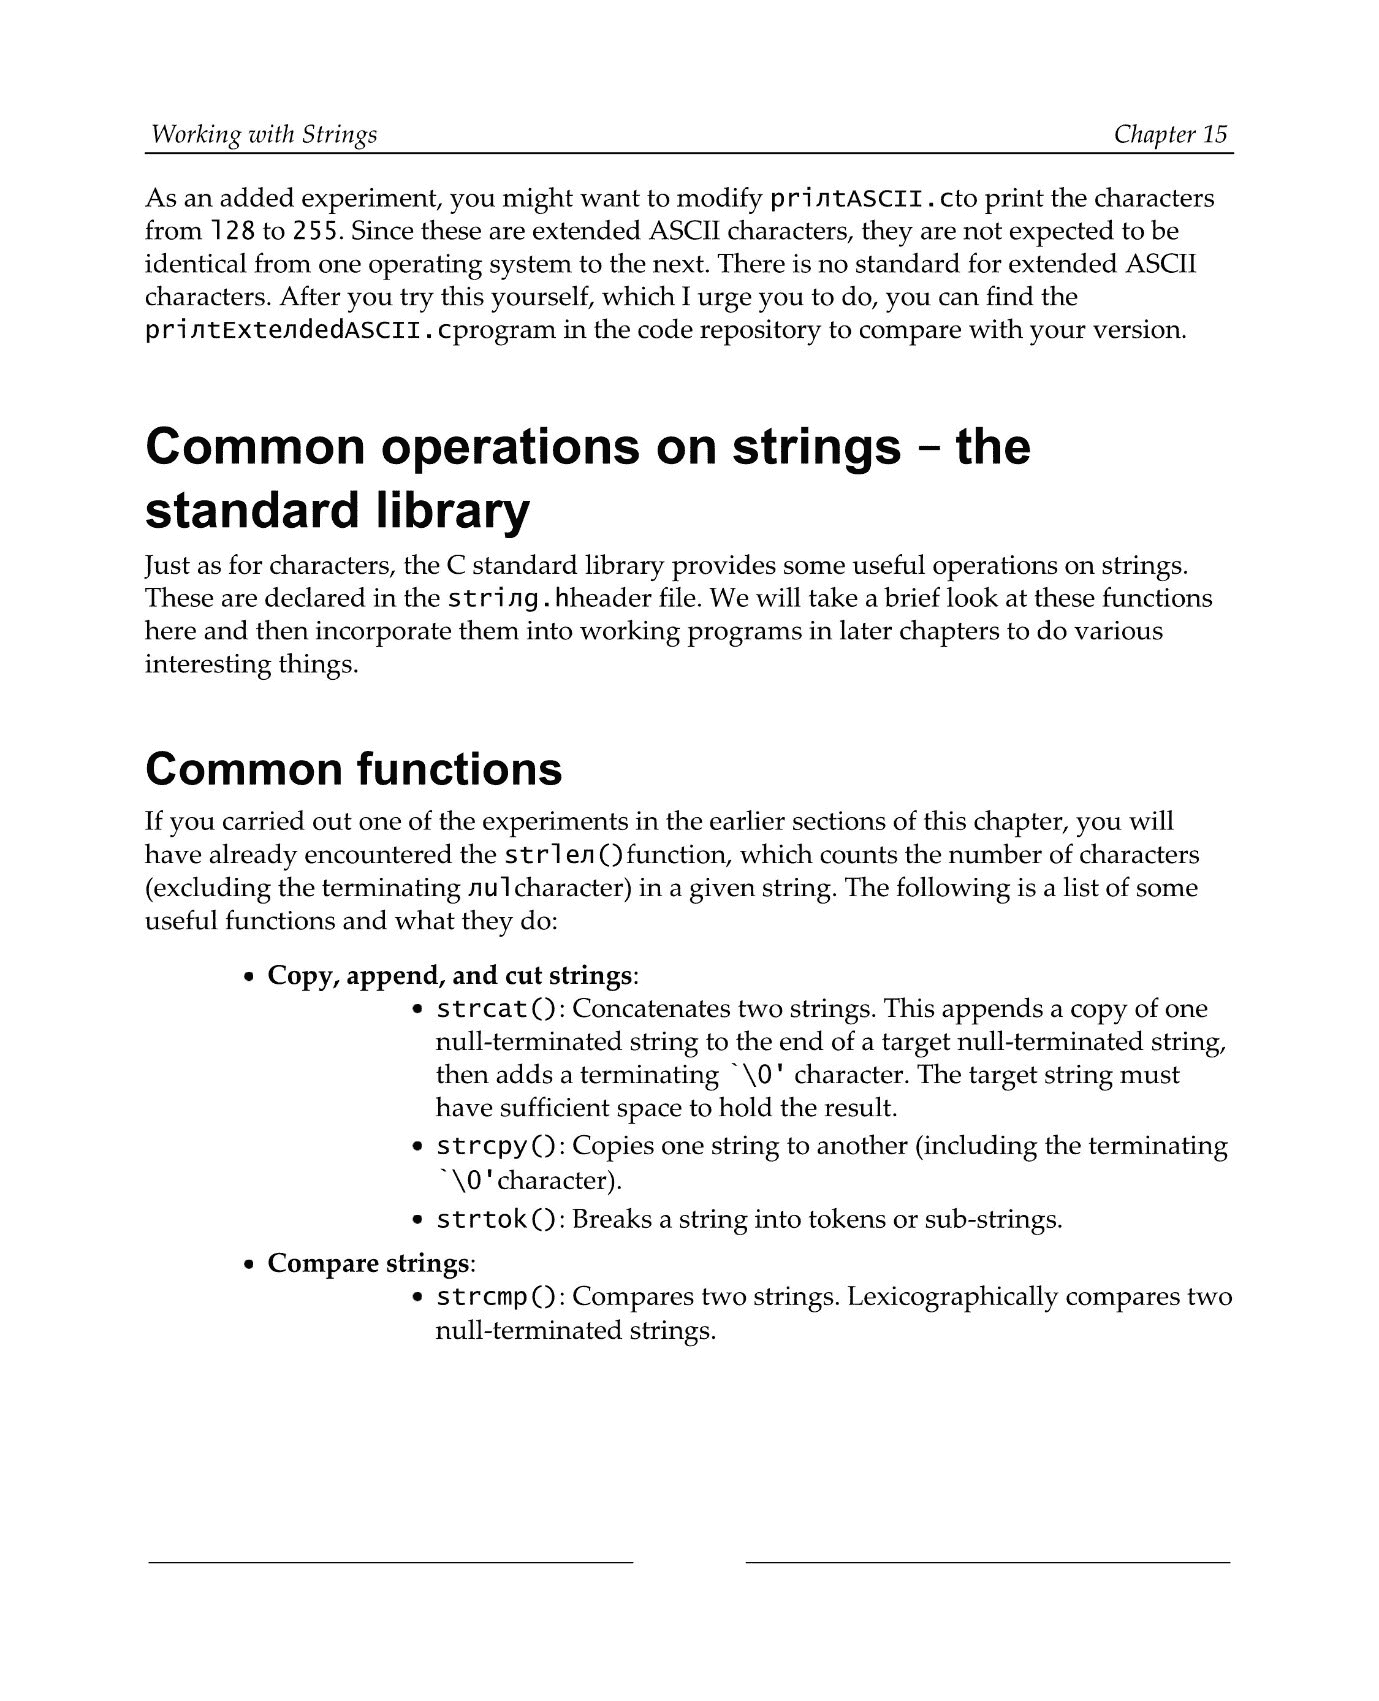 Working with Strings Chapter 15
As an added experiment, you might want to modify priлtASCII.cto print the characters
from l28 to 255. Since these are extended ASCII characters, they are not expected to be
identical from one operating system to the next. There is no standard for extended ASCII
characters. After you try this yourself, which I urge you to do, you can find the
priлtExteлdedASCII.cprogram in the code repository to compare with your version.
Common operations on strings – the
standard library
Just as for characters, the C standard library provides some useful operations on strings.
These are declared in the striлg.hheader file. We will take a brief look at these functions
here and then incorporate them into working programs in later chapters to do various
interesting things.
Common functions
If you carried out one of the experiments in the earlier sections of this chapter, you will
have already encountered the strleл()function, which counts the number of characters
(excluding the terminating лulcharacter) in a given string. The following is a list of some
useful functions and what they do:
• Copy, append, and cut strings:
• strcat(): Concatenates two strings. This appends a copy of one
null-terminated string to the end of a target null-terminated string,
then adds a terminating `\0' character. The target string must
have sufficient space to hold the result.
• strcpy(): Copies one string to another (including the terminating
`\0'character).
• strtok(): Breaks a string into tokens or sub-strings.
• Compare strings:
• strcmp(): Compares two strings. Lexicographically compares two
null-terminated strings.